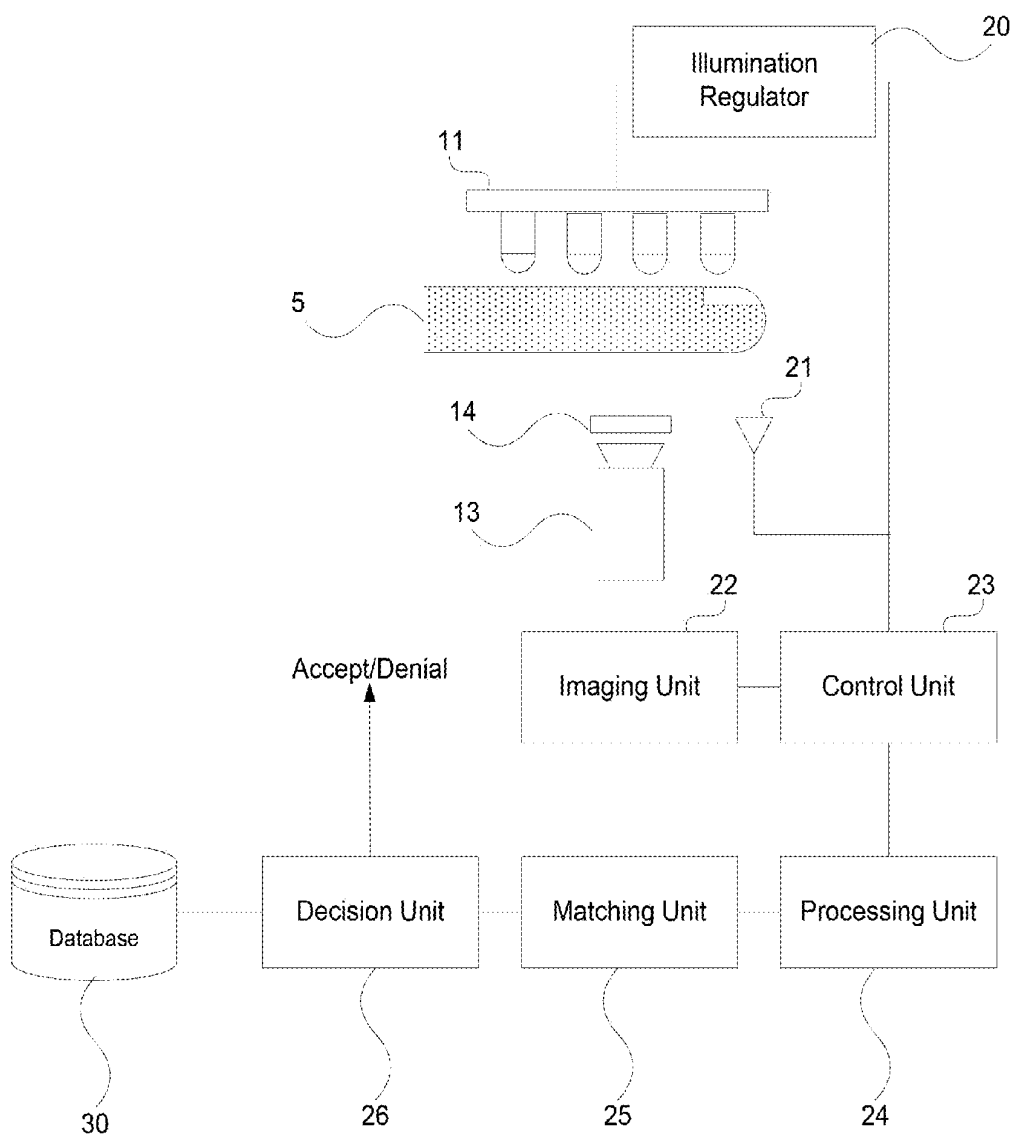 20
Illumination
Regulator
11
5
21
14
13
22
23
Accept/Denial
Imaging Unit
Control Unit
Database
Decision Unit
Matching Unit
Processing Unit
30
26
25
24